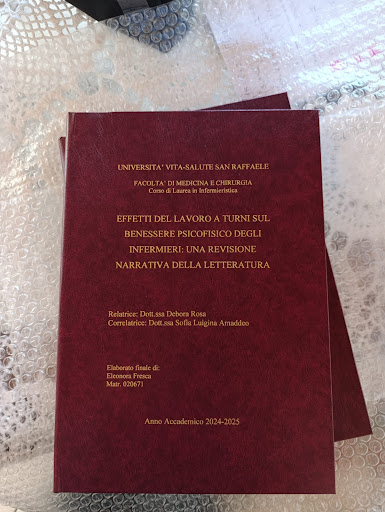 UNIVERSITA' VITA-SALUTE SAN RAFFAELE
FACOLTA' DI MEDICINA E CHIRURGIA
Corso di Laurea in Infermieristica
EFFETTI DEL LAVORO A TURNI SUL
BENESSERE PSICOFISICO DEGLI
INFERMIERI: UNA REVISIONE
NARRATIVA DELLA LETTERATURA
Relatrice: Dott.ssa Debora Rosa
Correlatrice: Dott.ssa Sofia Luigina Amaddeo
Elaborato finale di:
Eleonora Fresca
Matr. 020671
Anno Accademico 2024-2025